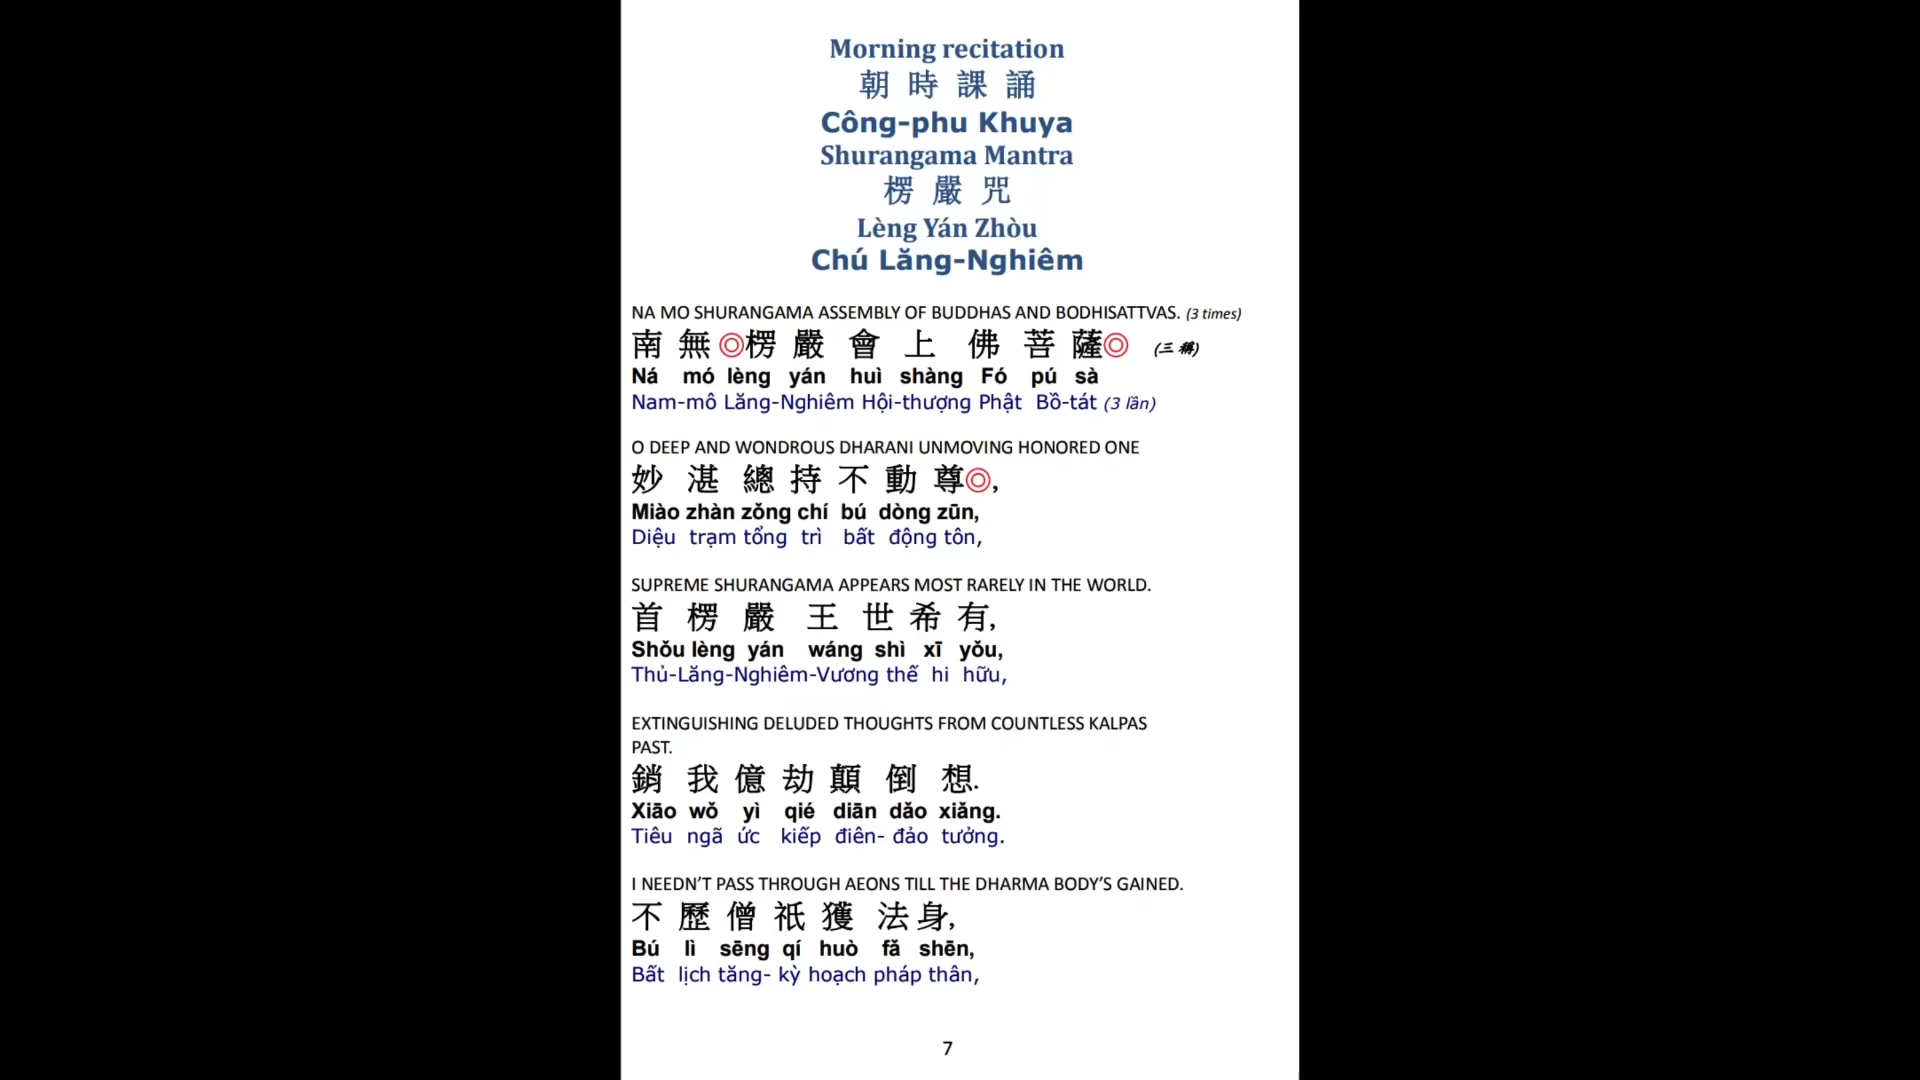 Morning recitation
朝 時 課 誦
Công-phu Khuya
Shurangama Mantra
楞 嚴 咒
Lèng Yán Zhòu
Chú Lăng-Nghiêm
NA MO SHURANGAMA ASSEMBLY OF BUDDHAS AND BODHISATTVAS. (3 times)
南 無 ◎楞 嚴 會 上 佛 菩 薩◎ (三 稱)
Ná mó lèng yán huì shàng Fó pú sà
Nam-mô Lăng-Nghiêm Hội-thượng Phật Bồ-tát (3 lần)
O DEEP AND WONDROUS DHARANI UNMOVING HONORED ONE
妙 湛 總 持 不 動 尊◎,
Miào zhàn zǒng chí bú dòng zūn,
Diệu trạm tổng trì bất động tôn,
SUPREME SHURANGAMA APPEARS MOST RARELY IN THE WORLD.
首 楞 嚴 王 世 希 有,
Shǒu lèng yán wáng shì xī yǒu,
Thủ-Lăng-Nghiêm-Vương thế hi hữu,
EXTINGUISHING DELUDED THOUGHTS FROM COUNTLESS KALPAS
PAST.
銷 我 億 劫 顛 倒 想.
Xiāo wǒ yì qié diān dǎo xiǎng.
Tiêu ngã ức kiếp điên- đảo tưởng.
I NEEDN’T PASS THROUGH AEONS TILL THE DHARMA BODY’S GAINED.
不 歷 僧 祇 獲 法 身,
Bú lì sēng qí huò fǎ shēn,
Bất lịch tăng- kỳ hoạch pháp thân,
7